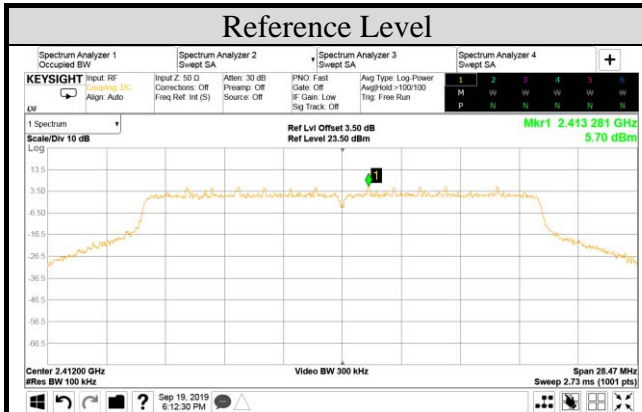 Reference Level
Spectrum Analyzer 1
Occupied BW
Spectrum Analyzer 2
Swept SA
Spectrum Analyzer 3
Swept SA
Spectrum Analyzer 4
Swept SA
+
KEYSIGHT
Input: RF
Coupling: DC
Align: Auto
Input Z: 50 Ω
Corrections: Off
Freq Ref: Int (S)
Atten: 30 dB
Preamp: Off
Source: Off
PNO: Fast
Gate: Off
IF Gain: Low
Sig Track: Off
Avg Type: Log-Power
Avg|Hold:>100/100
Trig: Free Run
1 2 3 4 5 6
M W W W W W
P N N N N N
LXI
1 Spectrum
Scale/Div 10 dB
Ref Lvl Offset 3.50 dB
Ref Level 23.50 dBm
Mkr1 2.413 281 GHz
5.70 dBm
Log
1
13.5
3.50
-6.50
-16.5
-26.5
-36.5
-46.5
-56.5
-66.5
Center 2.41200 GHz
#Res BW 100 kHz
Video BW 300 kHz
Span 28.47 MHz
Sweep 2.73 ms (1001 pts)
?
Sep 19, 2019
6:12:30 PM